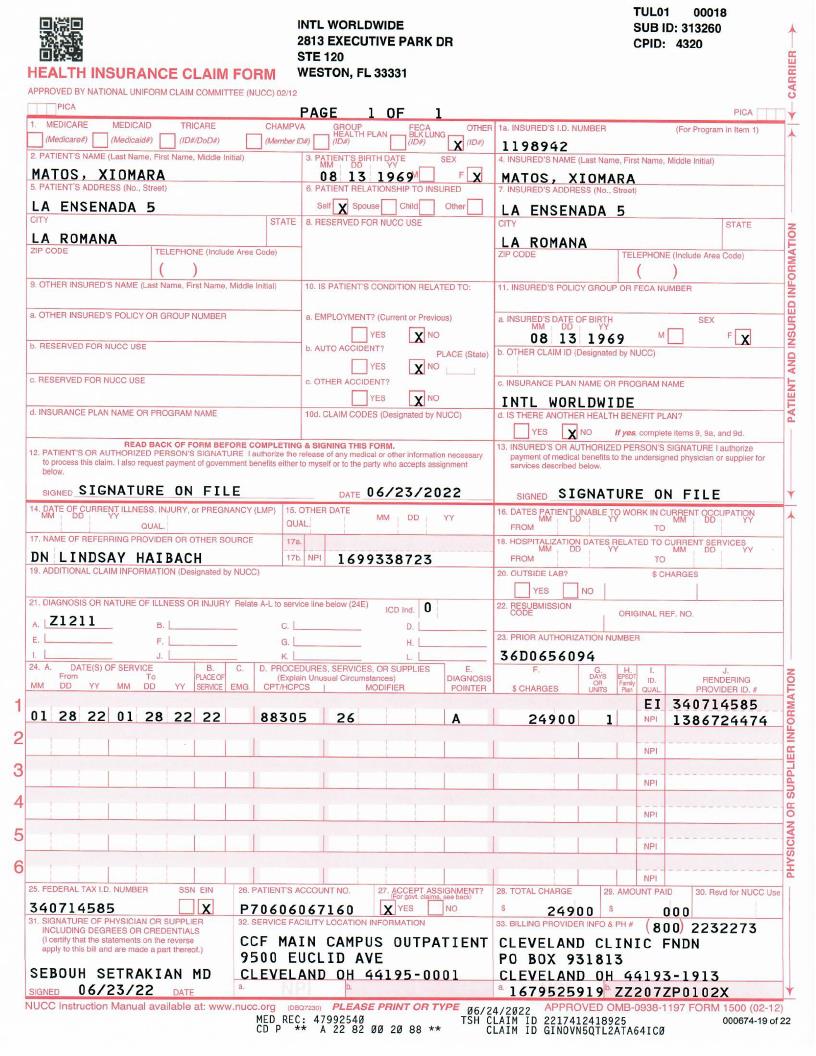 INTL WORLDWIDE
2813 EXECUTIVE PARK DR
STE 120
WESTON, FL 33331
TUL01 00018
SUB ID: 313260
CPID: 4320
HEALTH INSURANCE CLAIM FORM
APPROVED BY NATIONAL UNIFORM CLAIM COMMITTEE (NUCC) 02/12
PICA
PAGE 1 OF 1
PICA
CARRIER
1. MEDICARE MEDICAID TRICARE CHAMPVA GROUP HEALTH PLAN FECA BLK LUNG OTHER
(Medicare#) (Medicaid#) (ID#/DoD#) (Member ID#) (ID#) (ID#) X (ID#)
1a. INSURED'S I.D. NUMBER (For Program in Item 1)
1198942
2. PATIENT'S NAME (Last Name, First Name, Middle Initial)
MATOS, XIOMARA
3. PATIENT'S BIRTH DATE SEX
MM DD YY
08 13 1969 M F X
4. INSURED'S NAME (Last Name, First Name, Middle Initial)
MATOS, XIOMARA
5. PATIENT'S ADDRESS (No., Street)
LA ENSENADA 5
6. PATIENT RELATIONSHIP TO INSURED
Self X Spouse Child Other
7. INSURED'S ADDRESS (No., Street)
LA ENSENADA 5
CITY STATE
LA ROMANA
8. RESERVED FOR NUCC USE
CITY STATE
LA ROMANA
ZIP CODE TELEPHONE (Include Area Code)
( )
ZIP CODE TELEPHONE (Include Area Code)
( )
9. OTHER INSURED'S NAME (Last Name, First Name, Middle Initial)
10. IS PATIENT'S CONDITION RELATED TO:
11. INSURED'S POLICY GROUP OR FECA NUMBER
a. OTHER INSURED'S POLICY OR GROUP NUMBER
a. EMPLOYMENT? (Current or Previous)
YES X NO
a. INSURED'S DATE OF BIRTH SEX
MM DD YY
08 13 1969 M F X
b. RESERVED FOR NUCC USE
b. AUTO ACCIDENT? PLACE (State)
YES X NO
b. OTHER CLAIM ID (Designated by NUCC)
c. RESERVED FOR NUCC USE
c. OTHER ACCIDENT?
YES X NO
c. INSURANCE PLAN NAME OR PROGRAM NAME
INTL WORLDWIDE
d. INSURANCE PLAN NAME OR PROGRAM NAME
10d. CLAIM CODES (Designated by NUCC)
d. IS THERE ANOTHER HEALTH BENEFIT PLAN?
YES X NO If yes, complete items 9, 9a, and 9d.
READ BACK OF FORM BEFORE COMPLETING & SIGNING THIS FORM.
12. PATIENT'S OR AUTHORIZED PERSON'S SIGNATURE I authorize the release of any medical or other information necessary
to process this claim. I also request payment of government benefits either to myself or to the party who accepts assignment
below.
SIGNED SIGNATURE ON FILE DATE 06/23/2022
13. INSURED'S OR AUTHORIZED PERSON'S SIGNATURE I authorize
payment of medical benefits to the undersigned physician or supplier for
services described below.
SIGNED SIGNATURE ON FILE
PATIENT AND INSURED INFORMATION
14. DATE OF CURRENT ILLNESS, INJURY, or PREGNANCY (LMP)
MM DD YY
QUAL.
15. OTHER DATE
QUAL. MM DD YY
16. DATES PATIENT UNABLE TO WORK IN CURRENT OCCUPATION
MM DD YY MM DD YY
FROM TO
17. NAME OF REFERRING PROVIDER OR OTHER SOURCE
DN LINDSAY HAIBACH
17a.
17b. NPI 1699338723
18. HOSPITALIZATION DATES RELATED TO CURRENT SERVICES
MM DD YY MM DD YY
FROM TO
19. ADDITIONAL CLAIM INFORMATION (Designated by NUCC)
20. OUTSIDE LAB? $ CHARGES
YES NO
21. DIAGNOSIS OR NATURE OF ILLNESS OR INJURY Relate A-L to service line below (24E) ICD Ind. 0
A. Z1211 B. C. D.
E. F. G. H.
I. J. K. L.
22. RESUBMISSION CODE ORIGINAL REF. NO.
23. PRIOR AUTHORIZATION NUMBER
36D0656094
24. A. DATE(S) OF SERVICE B. C. D. PROCEDURES, SERVICES, OR SUPPLIES E. F. G. H. I. J.
From To PLACE OF (Explain Unusual Circumstances) DIAGNOSIS DAYS OR UNITS EPSDT Family Plan ID. RENDERING
MM DD YY MM DD YY SERVICE EMG CPT/HCPCS MODIFIER POINTER $ CHARGES QUAL. PROVIDER ID. #
1 EI 340714585
01 28 22 01 28 22 22 88305 26 A 24900 1 NPI 1386724474
2 NPI
3 NPI
4 NPI
5 NPI
6 NPI
PHYSICIAN OR SUPPLIER INFORMATION
25. FEDERAL TAX I.D. NUMBER SSN EIN
340714585 X
26. PATIENT'S ACCOUNT NO.
P70606067160
27. ACCEPT ASSIGNMENT?
(For govt. claims, see back)
X YES NO
28. TOTAL CHARGE
$ 24900
29. AMOUNT PAID
$ 000
30. Rsvd for NUCC Use
31. SIGNATURE OF PHYSICIAN OR SUPPLIER
INCLUDING DEGREES OR CREDENTIALS
(I certify that the statements on the reverse
apply to this bill and are made a part thereof.)
SEBOUH SETRAKIAN MD
SIGNED 06/23/22 DATE
32. SERVICE FACILITY LOCATION INFORMATION
CCF MAIN CAMPUS OUTPATIENT
9500 EUCLID AVE
CLEVELAND OH 44195-0001
a. NPI b.
33. BILLING PROVIDER INFO & PH # (800) 2232273
CLEVELAND CLINIC FNDN
PO BOX 931813
CLEVELAND OH 44193-1913
a. 1679525919 b. ZZ207ZP0102X
NUCC Instruction Manual available at: www.nucc.org (DBQ7230) PLEASE PRINT OR TYPE APPROVED OMB-0938-1197 FORM 1500 (02-12)
06/24/2022
MED REC: 47992540 TSH CLAIM ID 2217412418925 000674-19 of 22
CD P ** A 22 82 00 20 88 ** CLAIM ID GINOVN5QTL2ATA64IC0